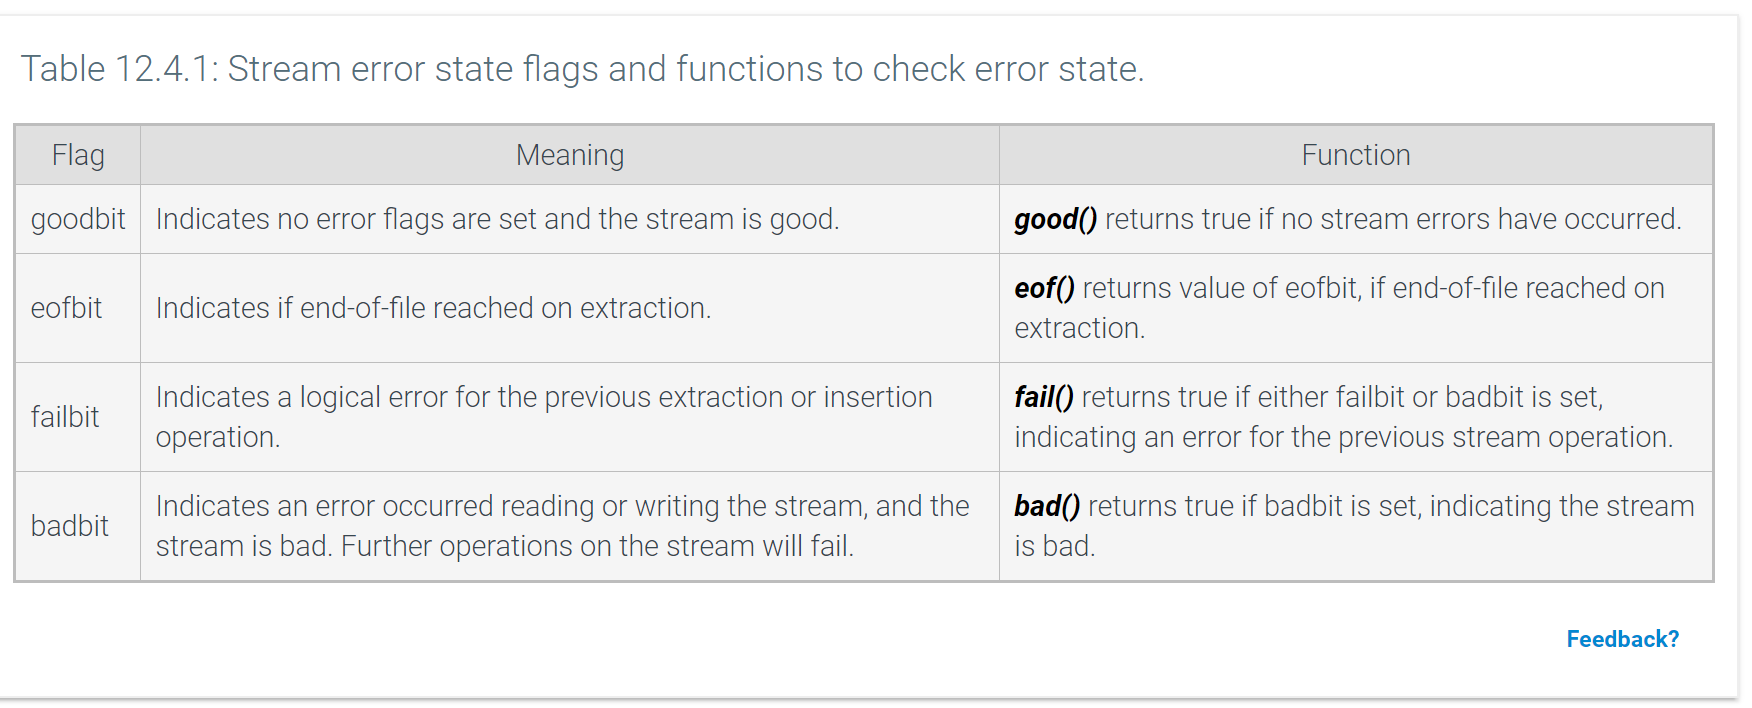 Table 12.4.1: Stream error state flags and functions to check error state.
Flag
Meaning
Function
goodbit
Indicates no error flags are set and the stream is good.
good() returns true if no stream errors have occurred.
eofbit
Indicates if end-of-file reached on extraction.
eof() returns value of eofbit, if end-of-file reached on
extraction.
failbit
Indicates a logical error for the previous extraction or insertion
operation.
fail() returns true if either failbit or badbit is set,
indicating an error for the previous stream operation.
badbit
Indicates an error occurred reading or writing the stream, and the
stream is bad. Further operations on the stream will fail.
bad() returns true if badbit is set, indicating the stream
is bad.
Feedback?